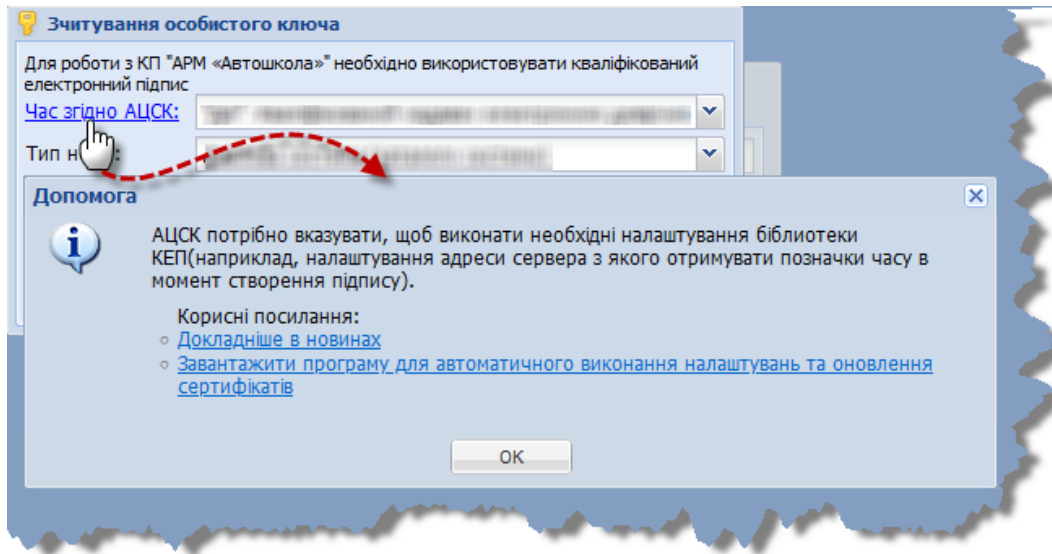 Зчитування особистого ключа
Для роботи з КП "АРМ «Автошкола»" необхідно використовувати кваліфікований
електронний підпис
Час згідно АЦСК:
Тип н :
Допомога
АЦСК потрібно вказувати, щоб виконати необхідні налаштування біблиотеки
КЕП(наприклад, налаштування адреси сервера з якого отримувати позначки часу в
момент створення підпису).
Корисні посилання:
Докладніше в новинах
Завантажити програму для автоматичного виконання налаштувань та оновлення
сертифікатів
OK